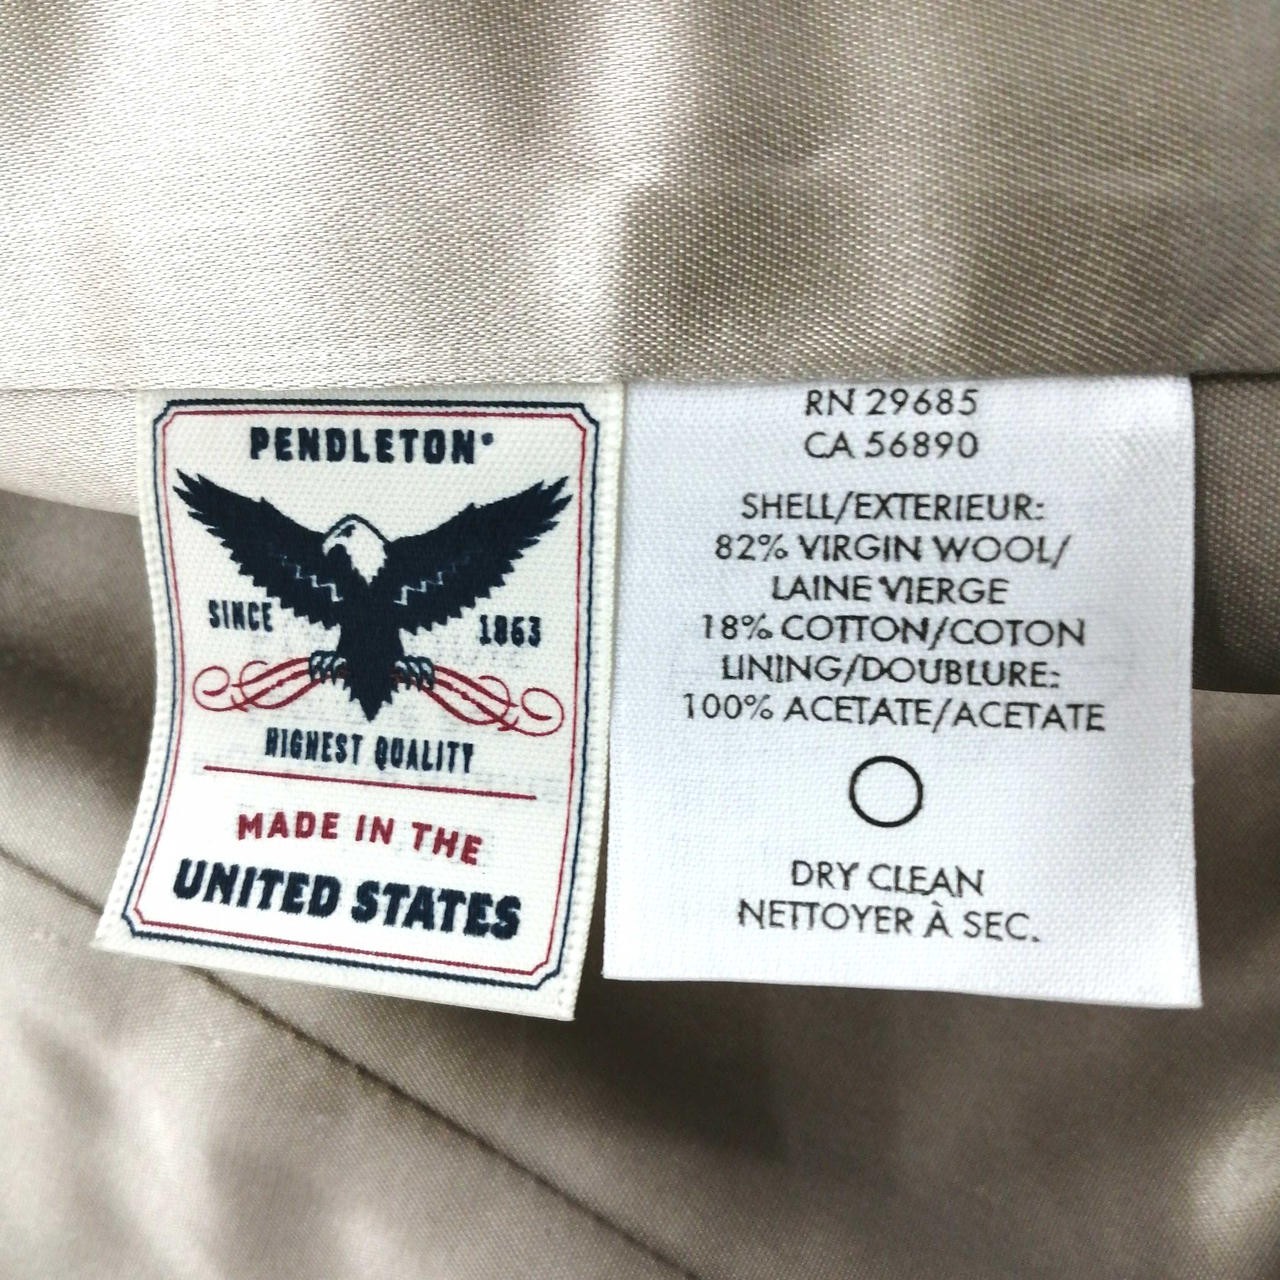 PENDLETON®
SINCE 1863
HIGHEST QUALITY
MADE IN THE
UNITED STATES
RN 29685
CA 56890
SHELL/EXTERIEUR:
82% VIRGIN WOOL/
LAINE VIERGE
18% COTTON/COTON
LINING/DOUBLURE:
100% ACETATE/ACETATE
DRY CLEAN
NETTOYER À SEC.